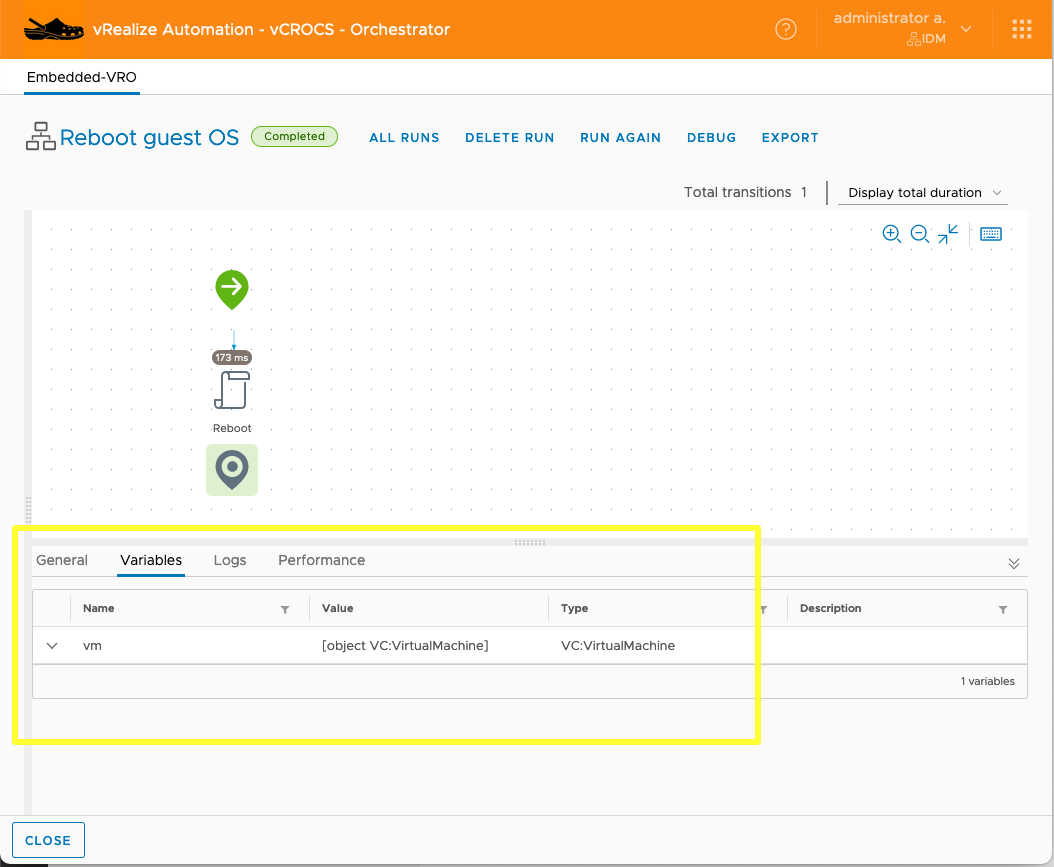 vRealize Automation - vCROCS - Orchestrator
administrator a.
IDM
Embedded-VRO
Reboot guest OS
Completed
ALL RUNS
DELETE RUN
RUN AGAIN
DEBUG
EXPORT
Total transitions 1
Display total duration
173 ms
Reboot
General
Variables
Logs
Performance
Name
Value
Type
Description
vm
[object VC:VirtualMachine]
VC:VirtualMachine
1 variables
CLOSE